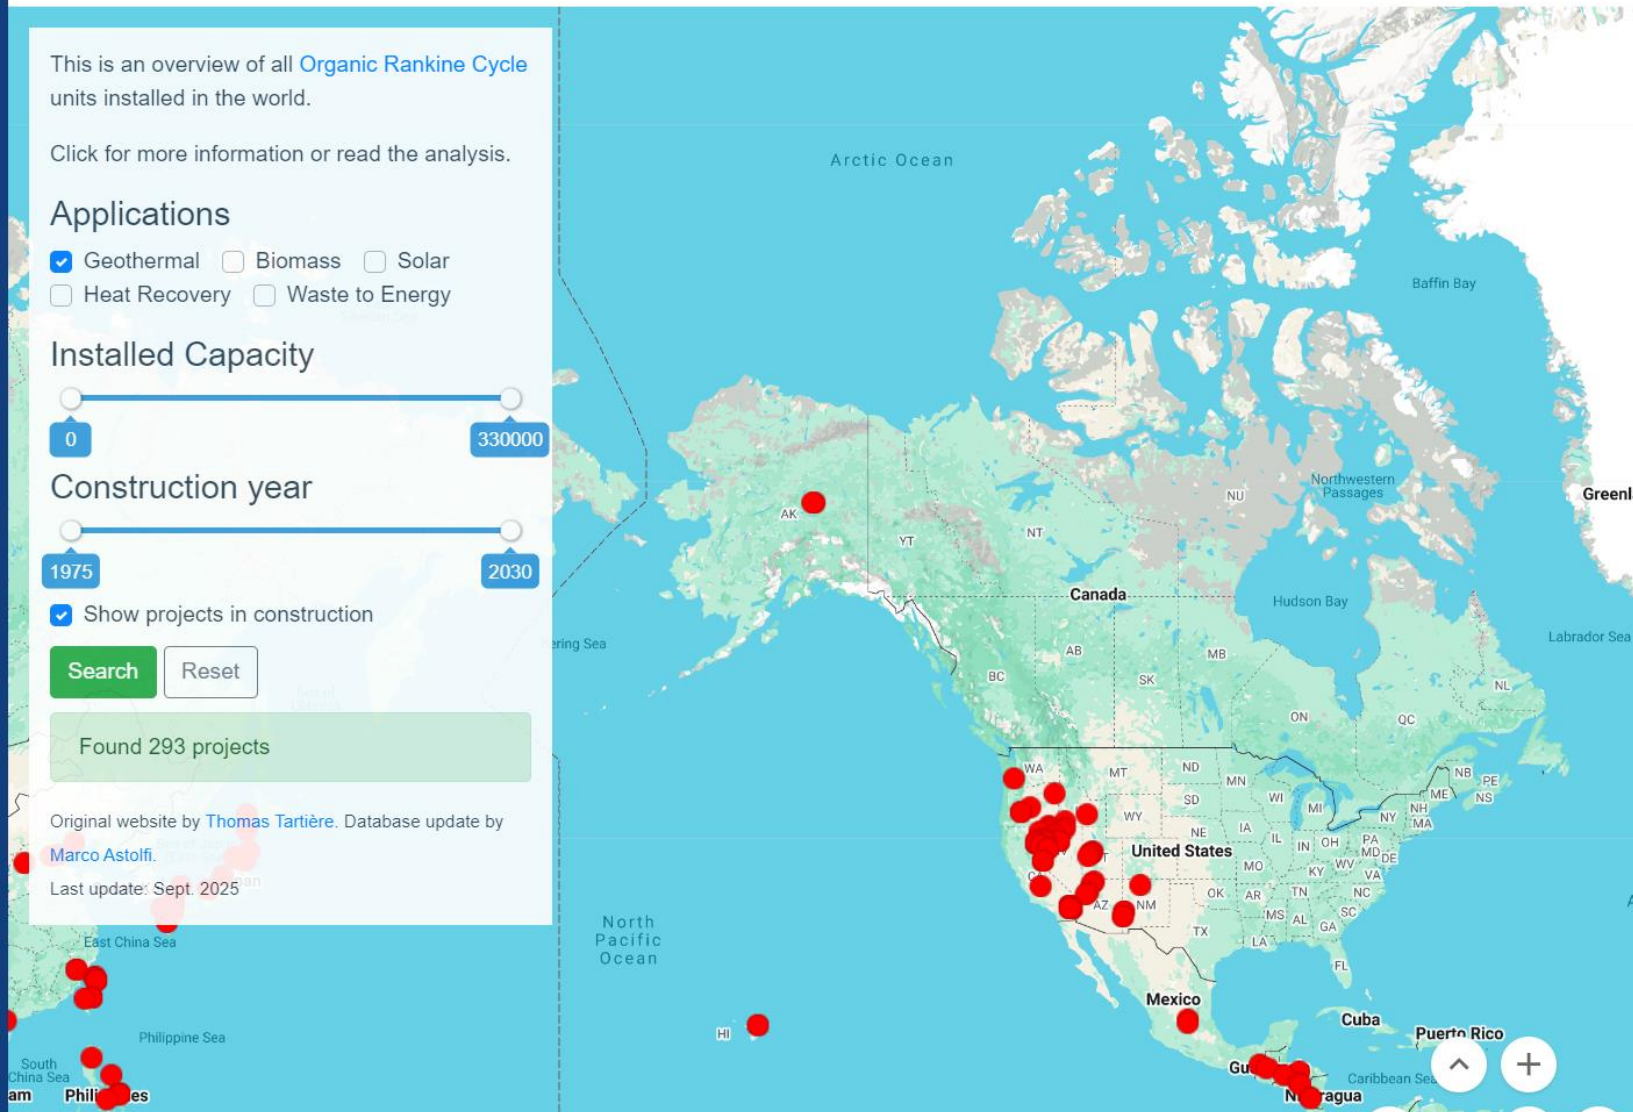 This is an overview of all Organic Rankine Cycle
units installed in the world.
Click for more information or read the analysis.
Applications
Geothermal Biomass Solar
Heat Recovery Waste to Energy
Installed Capacity
0 330000
Construction year
1975 2030
Show projects in construction
Search Reset
Found 293 projects
Original website by Thomas Tartière. Database update by
Marco Astolfi.
Last update: Sept. 2025
Arctic Ocean
Baffin Bay
Northwestern
Passages
NU
Greenl
AK
YT
NT
Canada
Hudson Bay
Labrador Sea
ering Sea
AB
MB
BC
SK
NL
ON
QC
WA
MT
ND
MN
NB
PE
SD
WI
MI
ME
NS
NH
WY
NY
MA
NE
IA
IL
IN
OH
PA
United States
MD
DE
MO
KY
WV
VA
OK
AR
TN
NC
AZ
NM
MS
AL
SC
GA
TX
LA
FL
North
Pacific
Ocean
East China Sea
Mexico
HI
Cuba
Puerto Rico
Philippine Sea
South
China Sea
Gu
Caribbean Sea
am
Phili es
N ragua